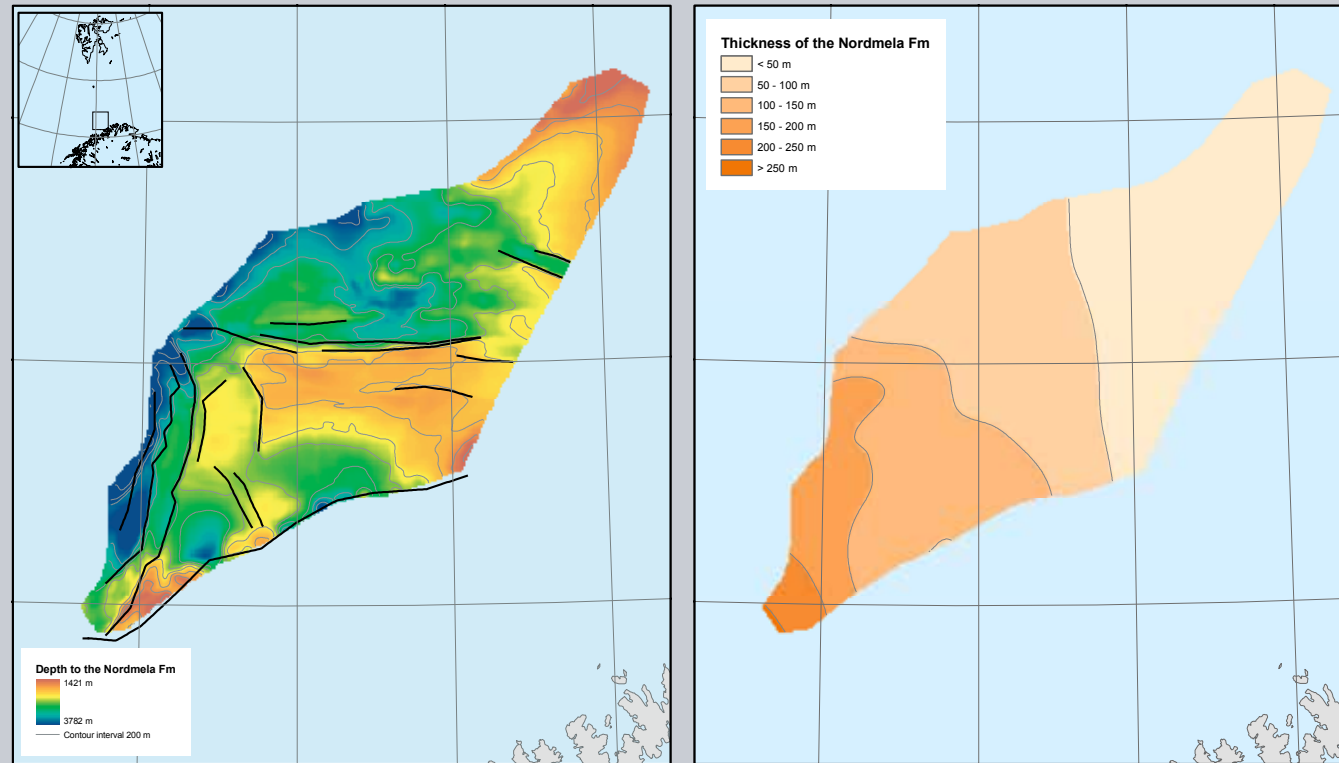 Depth to the Nordmela Fm
1421 m
3782 m
Contour interval 200 m
Thickness of the Nordmela Fm
< 50 m
50 - 100 m
100 - 150 m
150 - 200 m
200 - 250 m
> 250 m